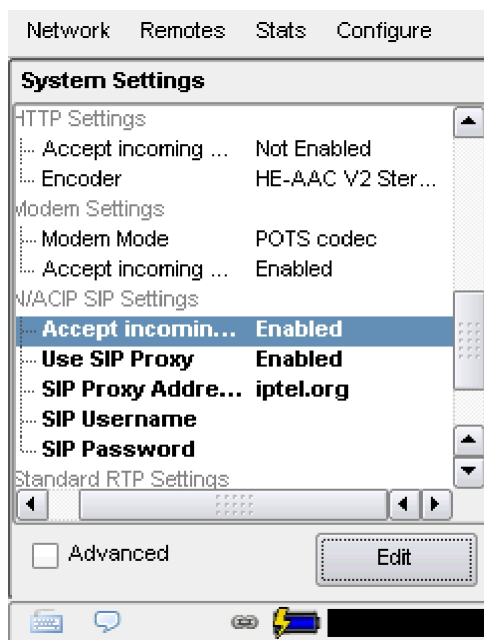 Network Remotes Stats Configure
System Settings
HTTP Settings
Accept incoming ... Not Enabled
Encoder HE-AAC V2 Ster...
Modem Settings
Modem Mode POTS codec
Accept incoming ... Enabled
N/ACIP SIP Settings
Accept incomin... Enabled
Use SIP Proxy Enabled
SIP Proxy Addre... iptel.org
SIP Username
SIP Password
Standard RTP Settings
Advanced
Edit